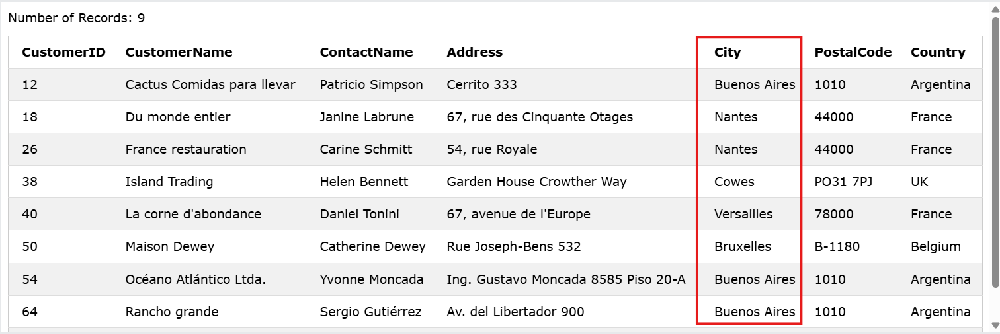 Number of Records: 9
CustomerID CustomerName ContactName Address City PostalCode Country
12 Cactus Comidas para llevar Patricio Simpson Cerrito 333 Buenos Aires 1010 Argentina
18 Du monde entier Janine Labrune 67, rue des Cinquante Otages Nantes 44000 France
26 France restauration Carine Schmitt 54, rue Royale Nantes 44000 France
38 Island Trading Helen Bennett Garden House Crowther Way Cowes PO31 7PJ UK
40 La corne d'abondance Daniel Tonini 67, avenue de l'Europe Versailles 78000 France
50 Maison Dewey Catherine Dewey Rue Joseph-Bens 532 Bruxelles B-1180 Belgium
54 Océano Atlántico Ltda. Yvonne Moncada Ing. Gustavo Moncada 8585 Piso 20-A Buenos Aires 1010 Argentina
64 Rancho grande Sergio Gutiérrez Av. del Libertador 900 Buenos Aires 1010 Argentina